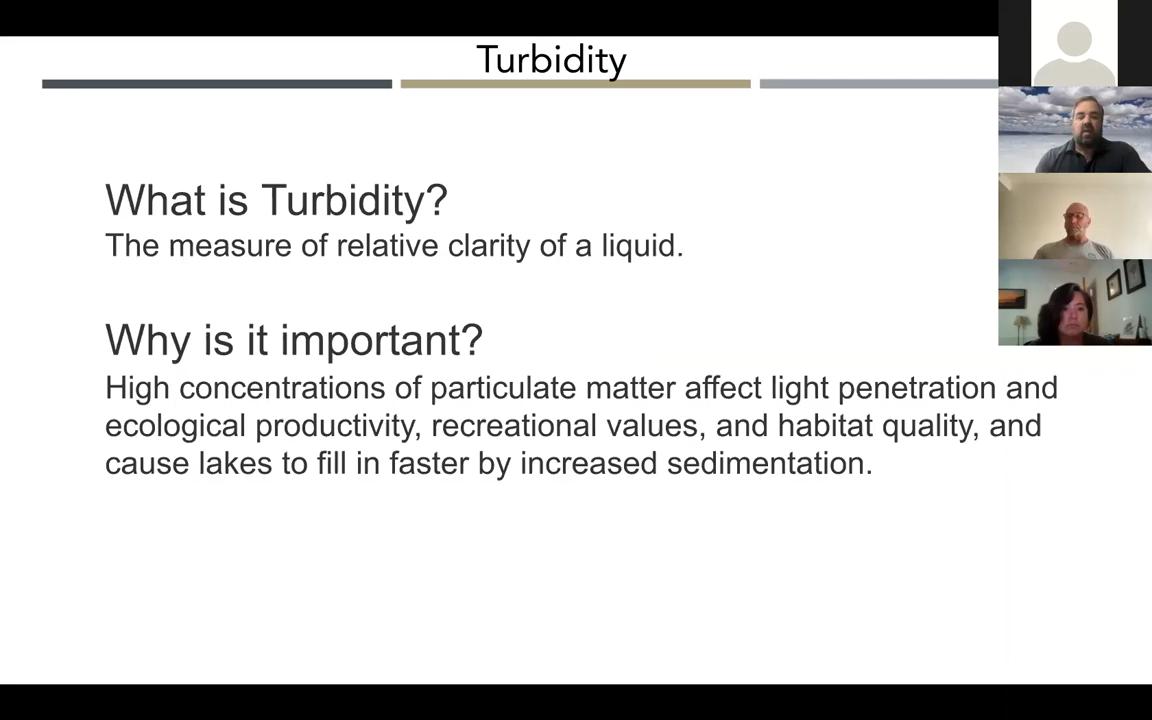 Turbidity
What is Turbidity?
The measure of relative clarity of a liquid.
Why is it important?
High concentrations of particulate matter affect light penetration and
ecological productivity, recreational values, and habitat quality, and
cause lakes to fill in faster by increased sedimentation.